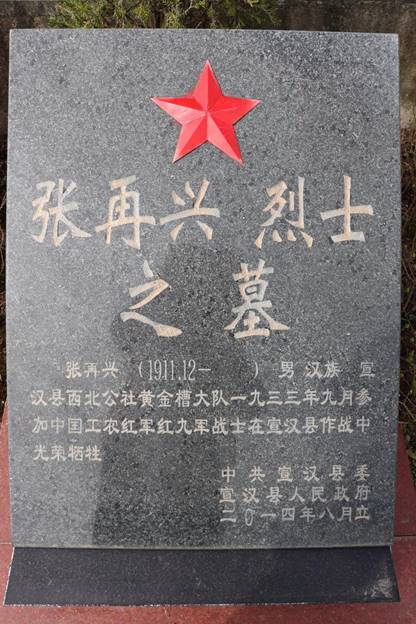 张再兴 烈士
之墓
张再兴 （1911.12— ）男 汉族 宣
汉县西北公社黄金槽大队一九三三年九月参
加中国工农红军红九军战士在宣汉县作战中
光荣牺牲
中共宣汉县委
宣汉县人民政府
二〇一四年八月立